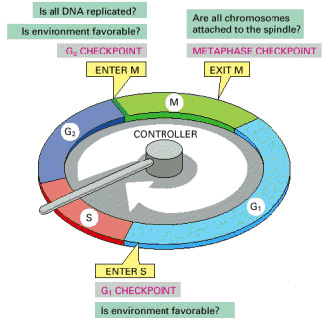 Is all DNA replicated?
Is environment favorable?
G₂ CHECKPOINT
ENTER M
Are all chromosomes
attached to the spindle?
METAPHASE CHECKPOINT
EXIT M
M
G₂
CONTROLLER
S
G₁
ENTER S
G₁ CHECKPOINT
Is environment favorable?